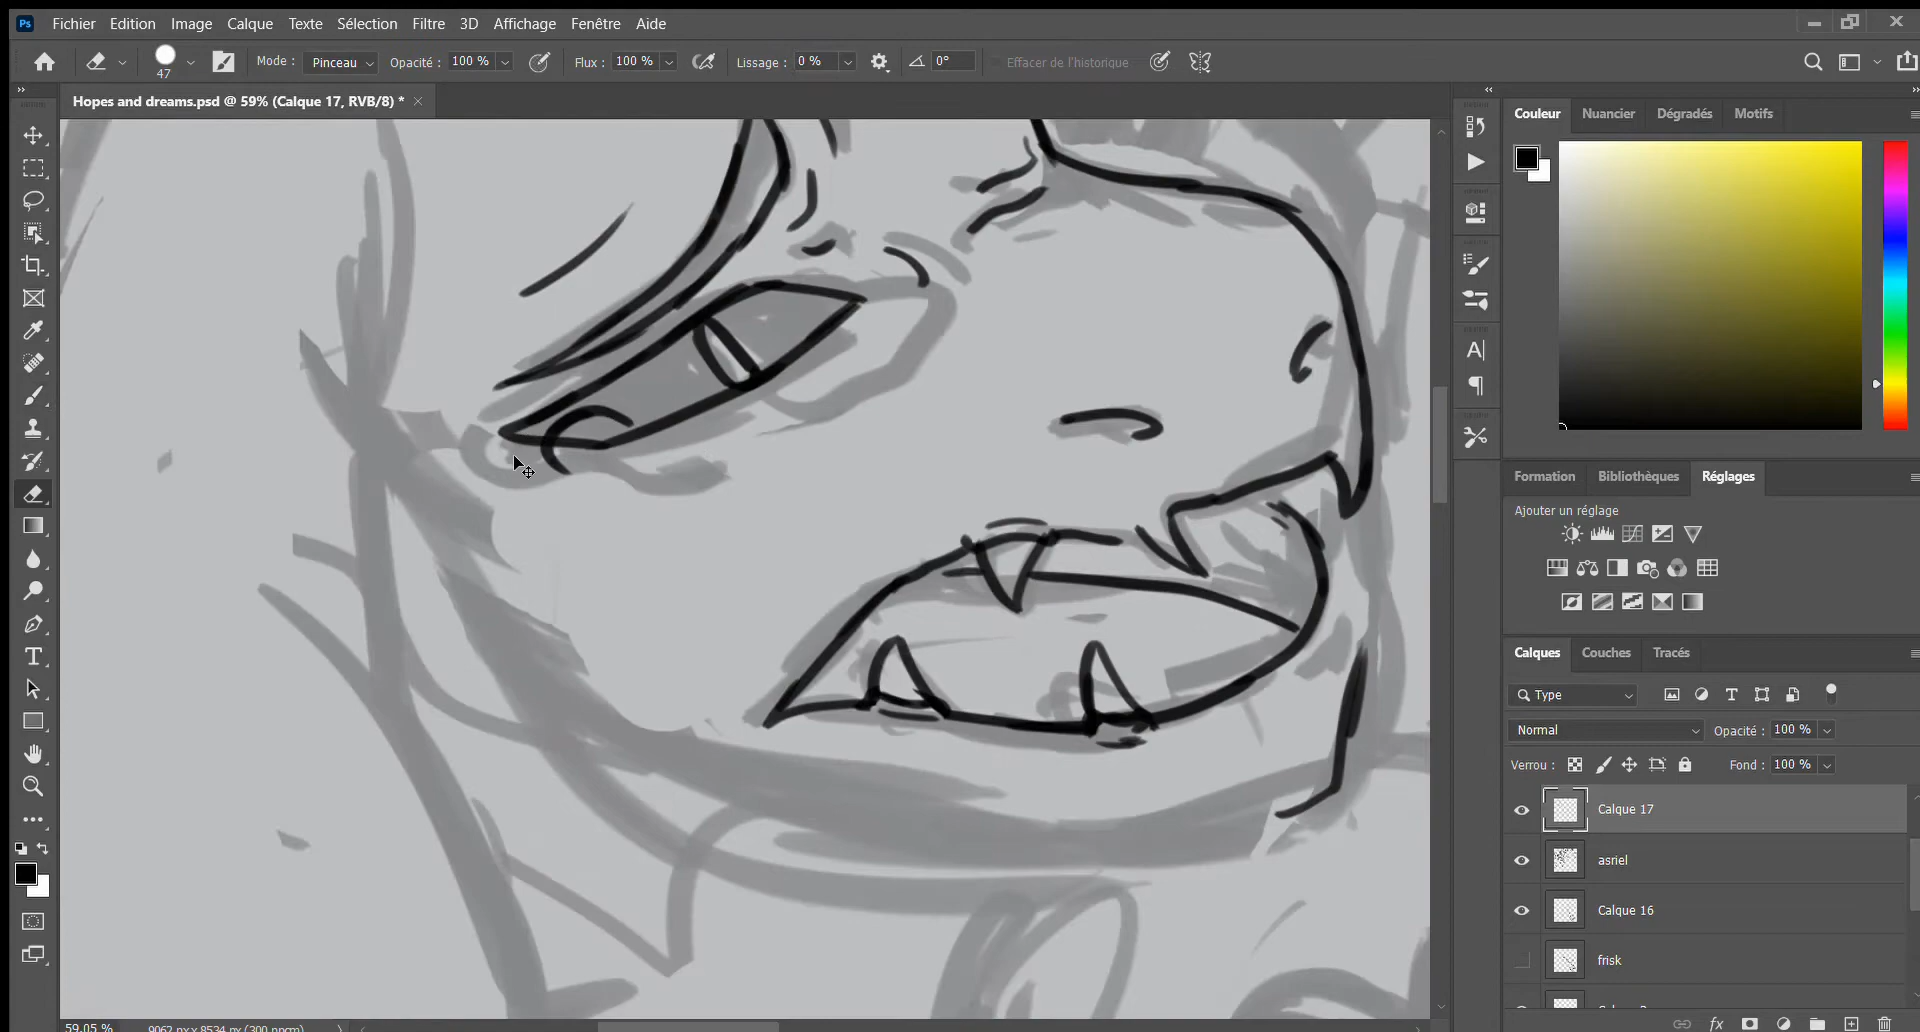 Ps Fichier Edition Image Calque Texte Sélection Filtre 3D Affichage Fenêtre Aide
47 Mode : Pinceau Opacité : 100 % Flux : 100 % Lissage : 0 % 0° Effacer de l'historique
Hopes and dreams.psd @ 59% (Calque 17, RVB/8) *
Couleur Nuancier Dégradés Motifs
Formation Bibliothèques Réglages
Ajouter un réglage
Calques Couches Tracés
Type
Normal Opacité : 100 %
Verrou : Fond : 100 %
Calque 17
asriel
Calque 16
frisk
59,05 % 9062 px x 8534 px (300 ppcm)
fx